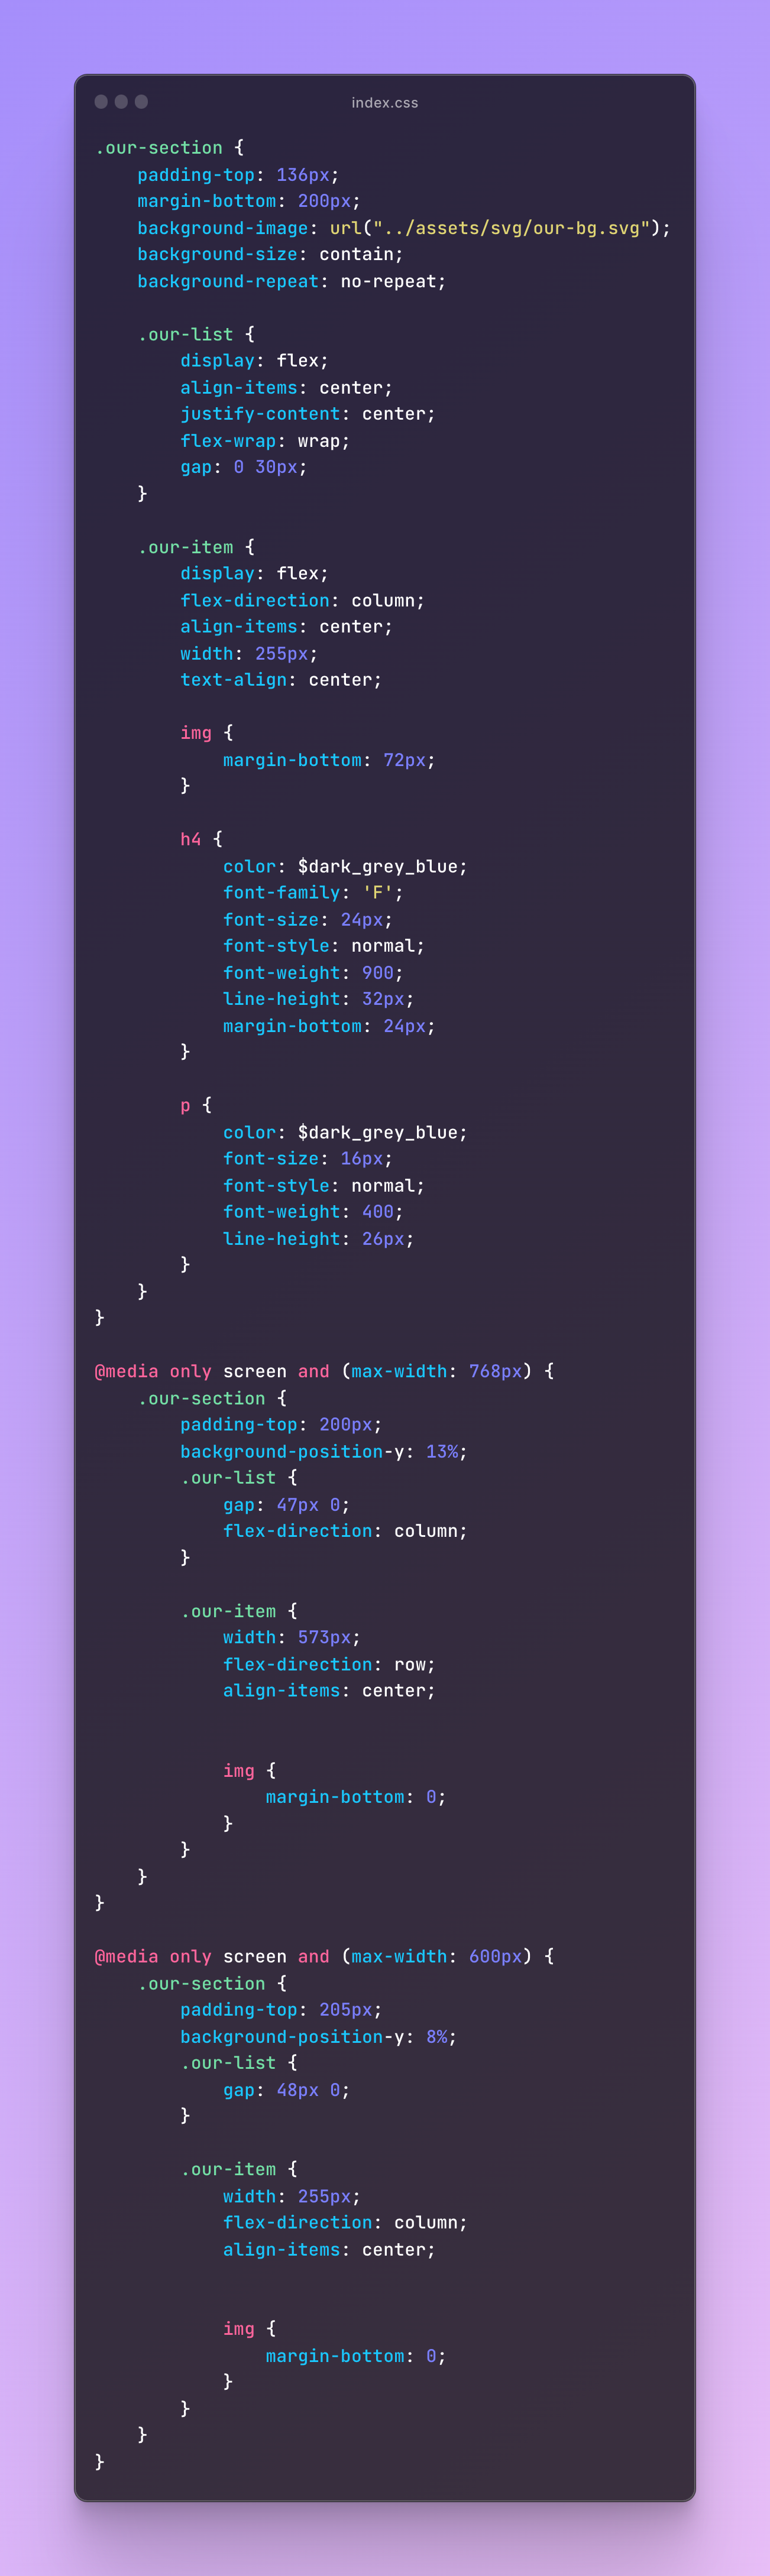 index.css
.our-section {
    padding-top: 136px;
    margin-bottom: 200px;
    background-image: url("../assets/svg/our-bg.svg");
    background-size: contain;
    background-repeat: no-repeat;

    .our-list {
        display: flex;
        align-items: center;
        justify-content: center;
        flex-wrap: wrap;
        gap: 0 30px;
    }

    .our-item {
        display: flex;
        flex-direction: column;
        align-items: center;
        width: 255px;
        text-align: center;

        img {
            margin-bottom: 72px;
        }

        h4 {
            color: $dark_grey_blue;
            font-family: 'F';
            font-size: 24px;
            font-style: normal;
            font-weight: 900;
            line-height: 32px;
            margin-bottom: 24px;
        }

        p {
            color: $dark_grey_blue;
            font-size: 16px;
            font-style: normal;
            font-weight: 400;
            line-height: 26px;
        }
    }
}

@media only screen and (max-width: 768px) {
    .our-section {
        padding-top: 200px;
        background-position-y: 13%;
        .our-list {
            gap: 47px 0;
            flex-direction: column;
        }

        .our-item {
            width: 573px;
            flex-direction: row;
            align-items: center;


            img {
                margin-bottom: 0;
            }
        }
    }
}

@media only screen and (max-width: 600px) {
    .our-section {
        padding-top: 205px;
        background-position-y: 8%;
        .our-list {
            gap: 48px 0;
        }

        .our-item {
            width: 255px;
            flex-direction: column;
            align-items: center;


            img {
                margin-bottom: 0;
            }
        }
    }
}